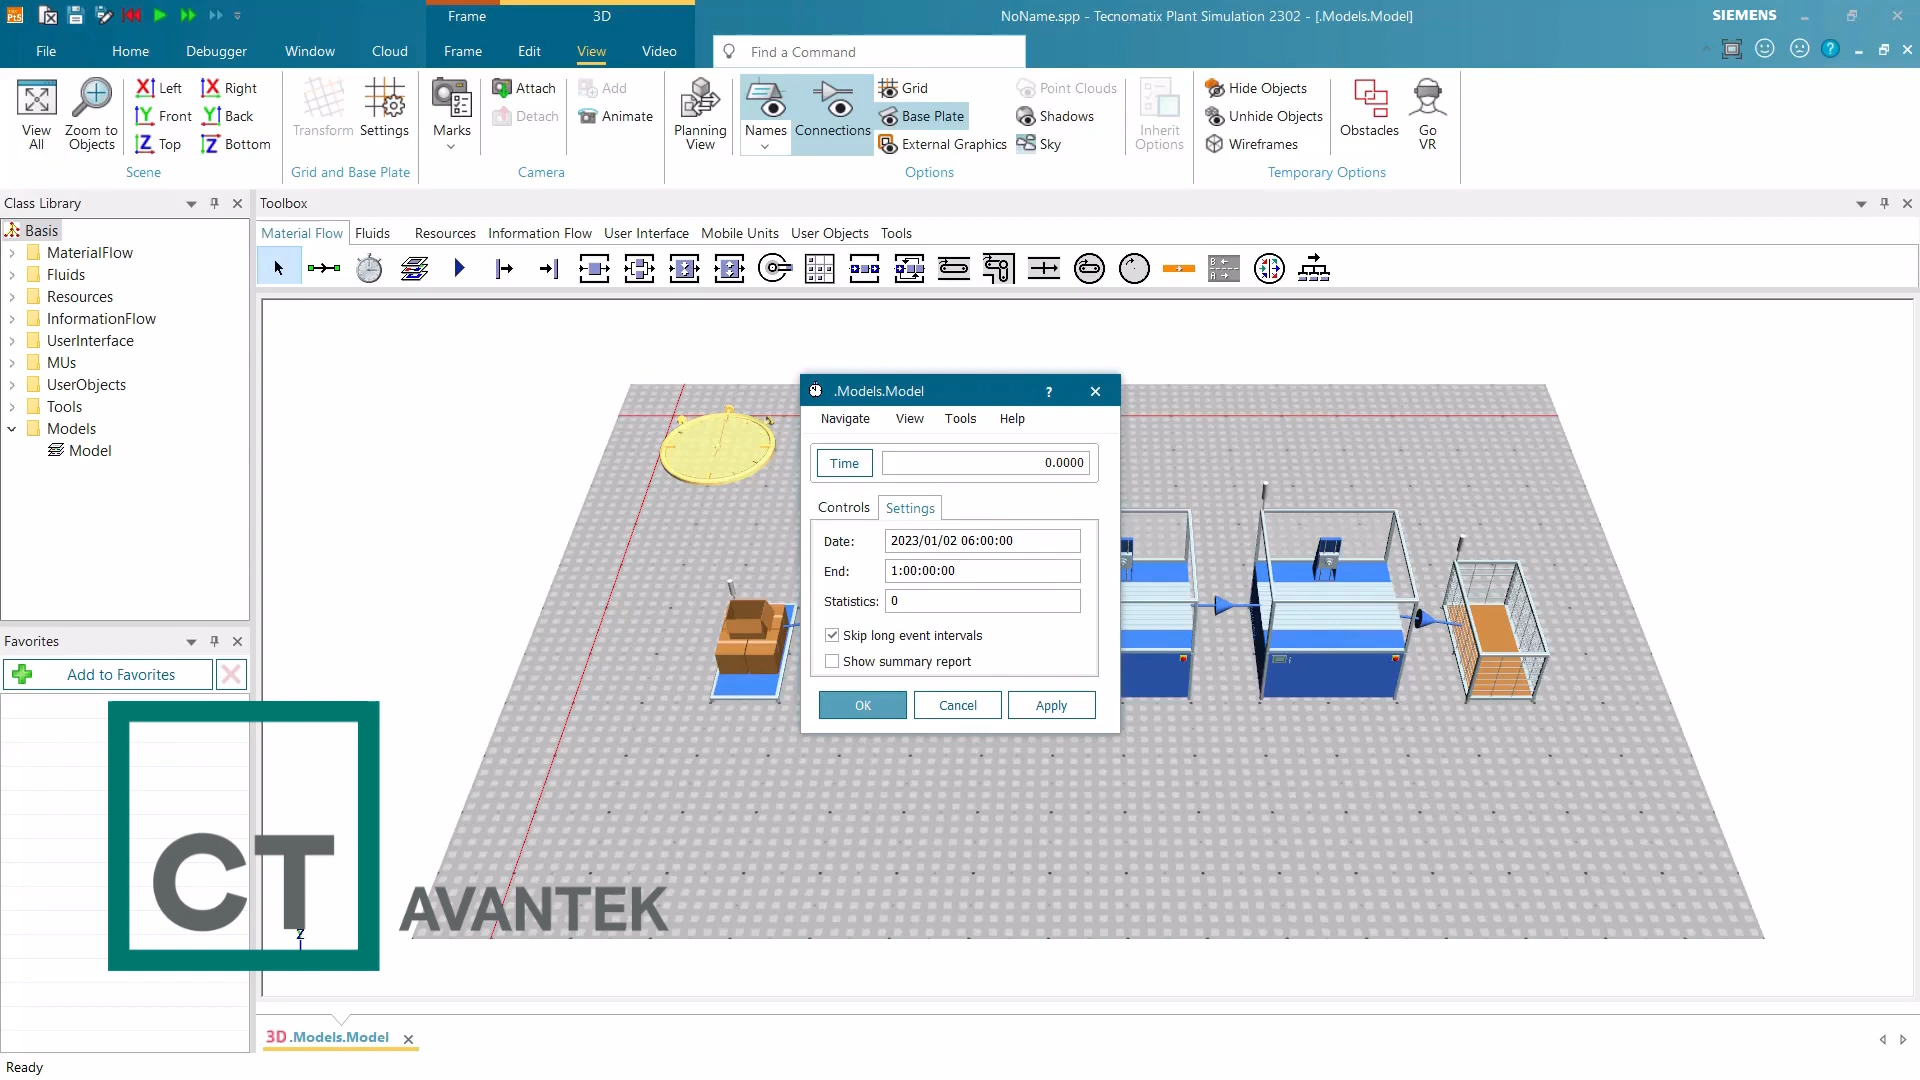 Frame 3D
NoName.spp - Tecnomatix Plant Simulation 2302 - [.Models.Model]
SIEMENS
File Home Debugger Window Cloud Frame Edit View Video
Find a Command
View All
Zoom to Objects
Left Right
Front Back
Top Bottom
Scene
Transform Settings
Grid and Base Plate
Marks
Attach Add
Detach Animate
Camera
Planning View
Names Connections
Grid
Base Plate
External Graphics
Point Clouds
Shadows
Sky
Inherit Options
Options
Hide Objects
Unhide Objects
Wireframes
Obstacles
Go VR
Temporary Options
Class Library
Basis
MaterialFlow
Fluids
Resources
InformationFlow
UserInterface
MUs
UserObjects
Tools
Models
Model
Toolbox
Material Flow Fluids Resources Information Flow User Interface Mobile Units User Objects Tools
.Models.Model ?
Navigate View Tools Help
Time 0.0000
Controls Settings
Date: 2023/01/02 06:00:00
End: 1:00:00:00
Statistics: 0
Skip long event intervals
Show summary report
OK Cancel Apply
Favorites
Add to Favorites
CT
AVANTEK
Z
3D .Models.Model
Ready